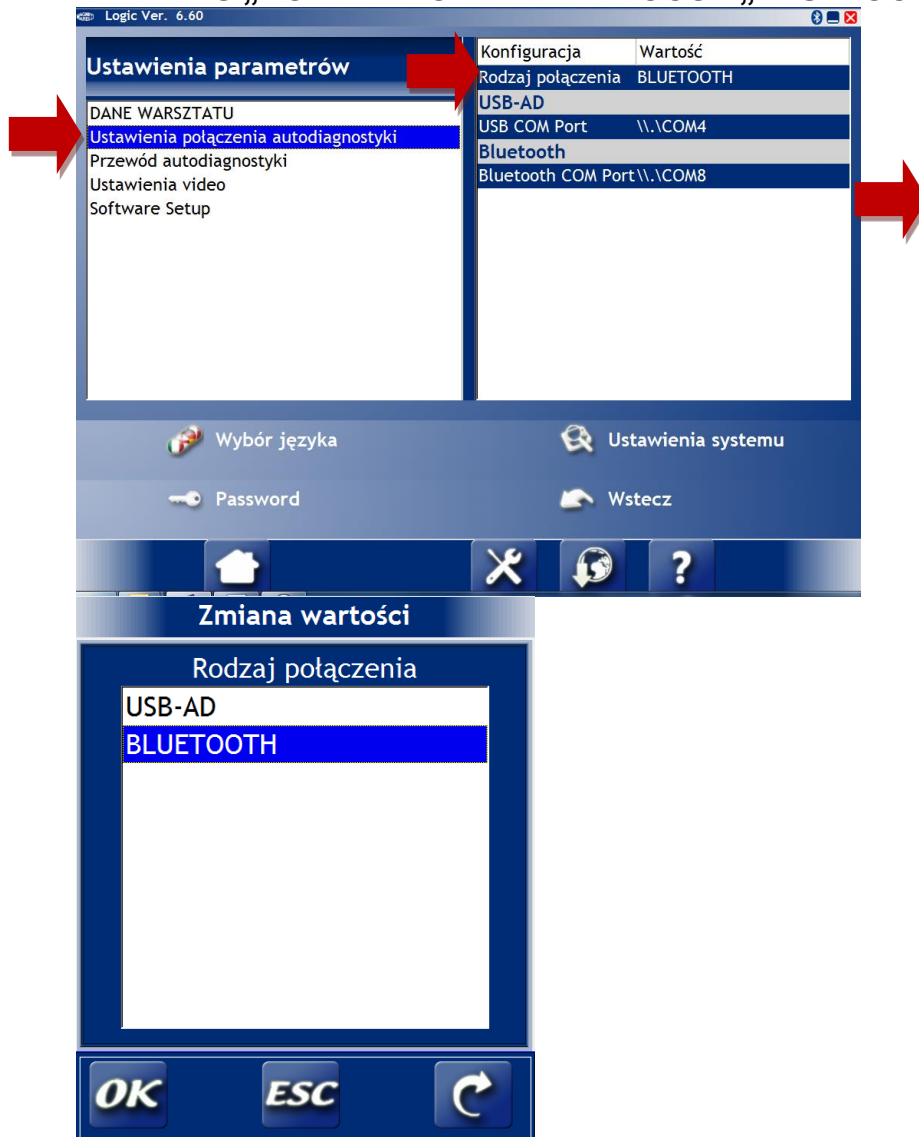 Logic Ver. 6.60
Ustawienia parametrów
DANE WARSZTATU
Ustawienia połączenia autodiagnostyki
Przewód autodiagnostyki
Ustawienia video
Software Setup
Konfiguracja Wartość
Rodzaj połączenia BLUETOOTH
USB-AD
USB COM Port \\.\COM4
Bluetooth
Bluetooth COM Port \\.\COM8
Wybór języka
Ustawienia systemu
Password
Wstecz
?
Zmiana wartości
Rodzaj połączenia
USB-AD
BLUETOOTH
OK ESC